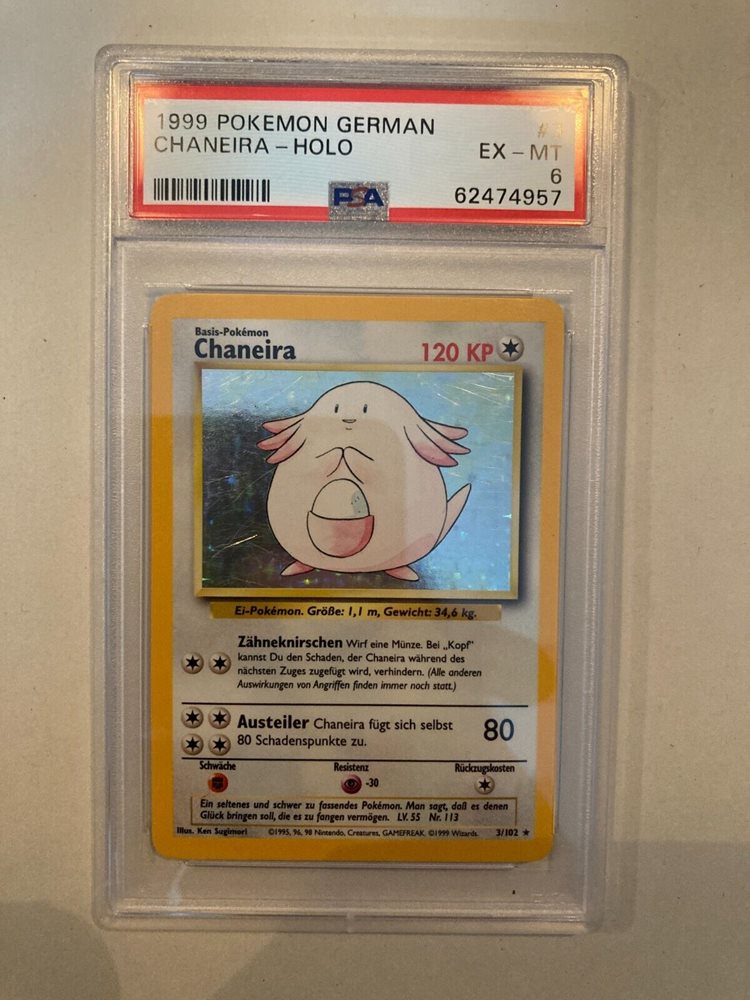 1999 POKEMON GERMAN #3
CHANEIRA - HOLO EX - MT
6
PSA 62474957
Basis-Pokémon
Chaneira 120 KP
Ei-Pokémon. Größe: 1,1 m, Gewicht: 34,6 kg.
Zähneknirschen Wirf eine Münze. Bei „Kopf"
kannst Du den Schaden, der Chaneira während des
nächsten Zuges zugefügt wird, verhindern. (Alle anderen
Auswirkungen von Angriffen finden immer noch statt.)
Austeiler Chaneira fügt sich selbst 80
80 Schadenspunkte zu.
Schwäche Resistenz Rückzugskosten
-30
Ein seltenes und schwer zu fassendes Pokémon. Man sagt, daß es denen
Glück bringen soll, die es zu fangen vermögen. LV. 55 Nr. 113
Illus. Ken Sugimori ©1995, 96, 98 Nintendo, Creatures, GAMEFREAK. ©1999 Wizards. 3/102